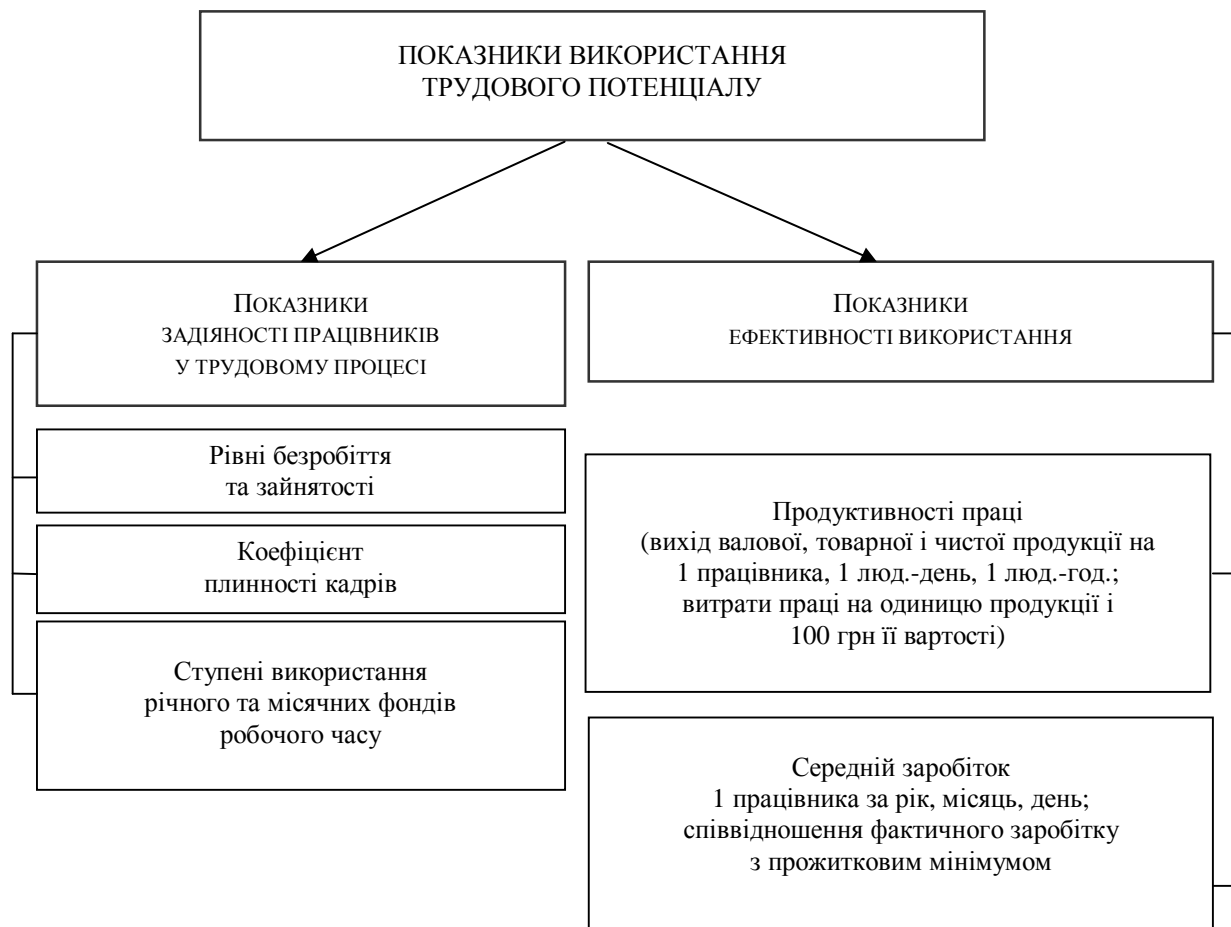 ПОКАЗНИКИ ВИКОРИСТАННЯ
ТРУДОВОГО ПОТЕНЦІАЛУ
ПОКАЗНИКИ
ЗАДІЯНОСТІ ПРАЦІВНИКІВ
У ТРУДОВОМУ ПРОЦЕСІ
Рівні безробіття
та зайнятості
Коефіцієнт
плинності кадрів
Ступені використання
річного та місячних фондів
робочого часу
ПОКАЗНИКИ
ЕФЕКТИВНОСТІ ВИКОРИСТАННЯ
Продуктивності праці
(вихід валової, товарної і чистої продукції на
1 працівника, 1 люд.-день, 1 люд.-год.;
витрати праці на одиницю продукції і
100 грн її вартості)
Середній заробіток
1 працівника за рік, місяць, день;
співвідношення фактичного заробітку
з прожитковим мінімумом